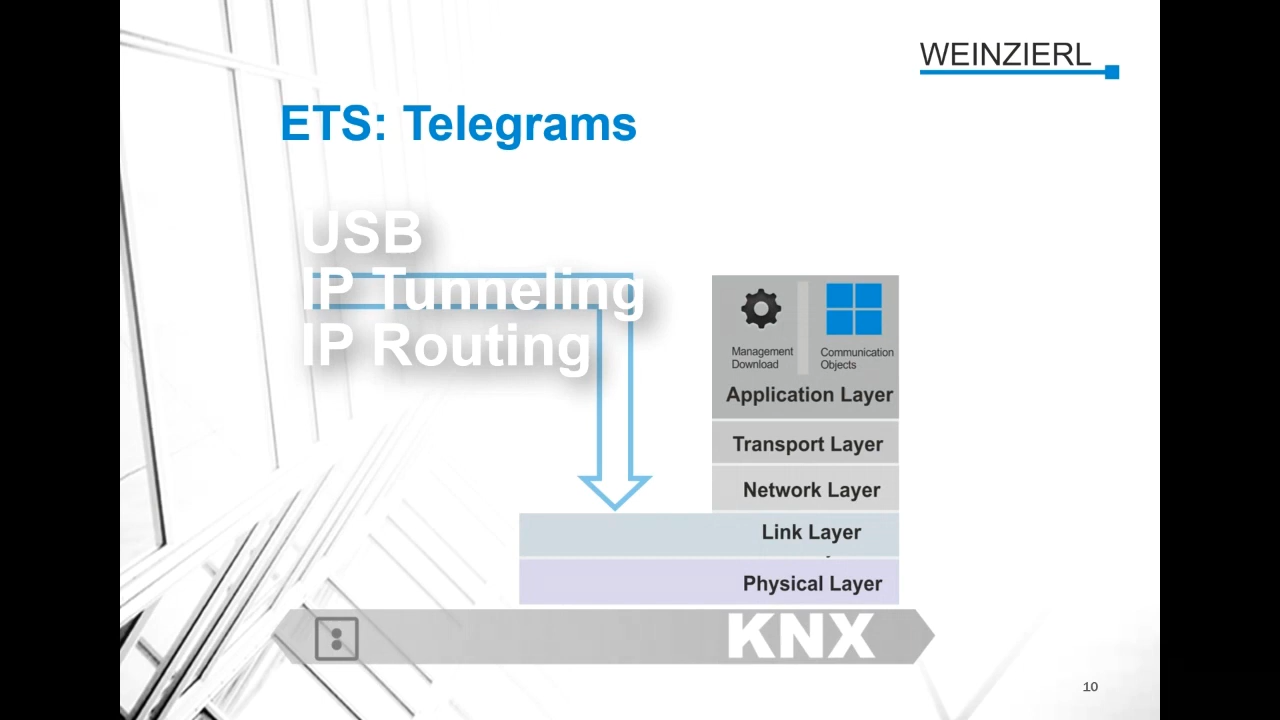 WEINZIERL
ETS: Telegrams
USB
IP Tunneling
IP Routing
Management
Download
Communication
Objects
Application Layer
Transport Layer
Network Layer
Link Layer
Physical Layer
KNX
10